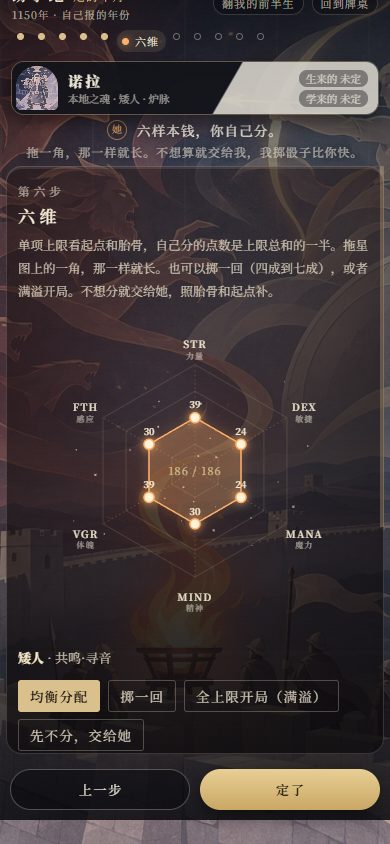 1150年 · 自己报的年份
翻我的前半生
回到牌桌
六维
诺拉
本地之魂 · 矮人 · 炉脉
生来的 未定
学来的 未定
她
六样本钱，你自己分。
拖一角，那一样就长。不想算就交给我，我掷骰子比你快。
第六步
六维
单项上限看起点和胎骨，自己分的点数是上限总和的一半。拖星
图上的一角，那一样就长。也可以掷一回（四成到七成），或者
满溢开局。不想分就交给她，照胎骨和起点补。
STR
力量
39
FTH
感应
30
24
DEX
敏捷
186 / 186
39
24
VGR
体魄
30
MANA
魔力
MIND
精神
矮人 · 共鸣·寻音
均衡分配
掷一回
全上限开局（满溢）
先不分，交给她
上一步
定了